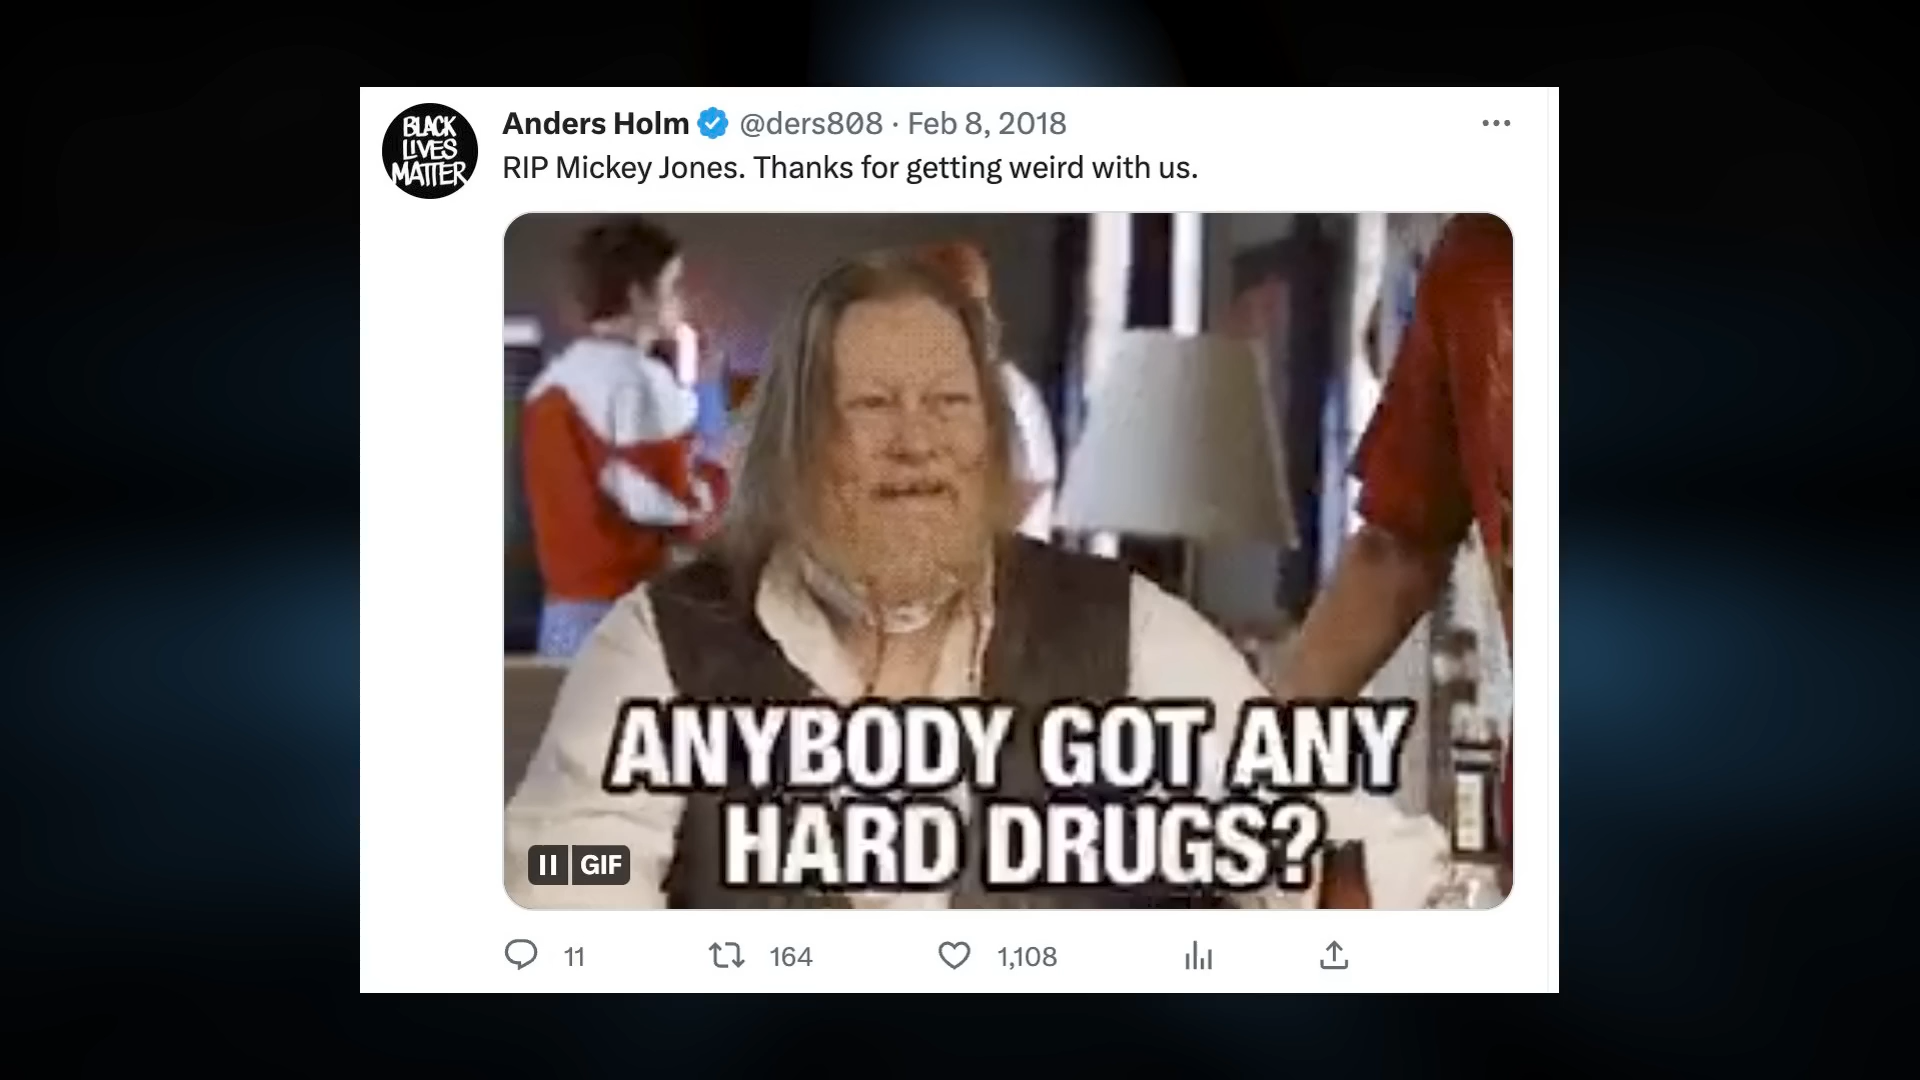 BLACK
LIVES
MATTER
Anders Holm @ders808 · Feb 8, 2018
RIP Mickey Jones. Thanks for getting weird with us.
ANYBODY GOT ANY
HARD DRUGS?
GIF
11 164 1,108